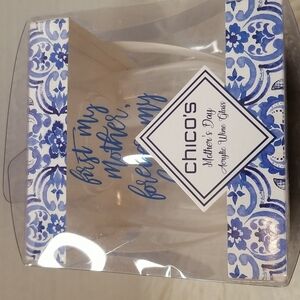 first my
mother,
forever my
chico's
Mother's Day
Acrylic Wine Glass